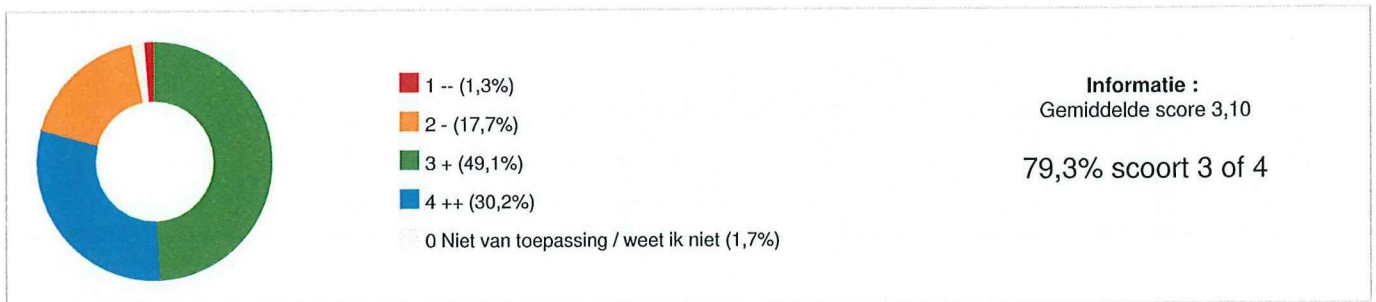 1 -- (1,3%)
2 - (17,7%)
3 + (49,1%)
4 ++ (30,2%)
0 Niet van toepassing / weet ik niet (1,7%)
Informatie :
Gemiddelde score 3,10
79,3% scoort 3 of 4